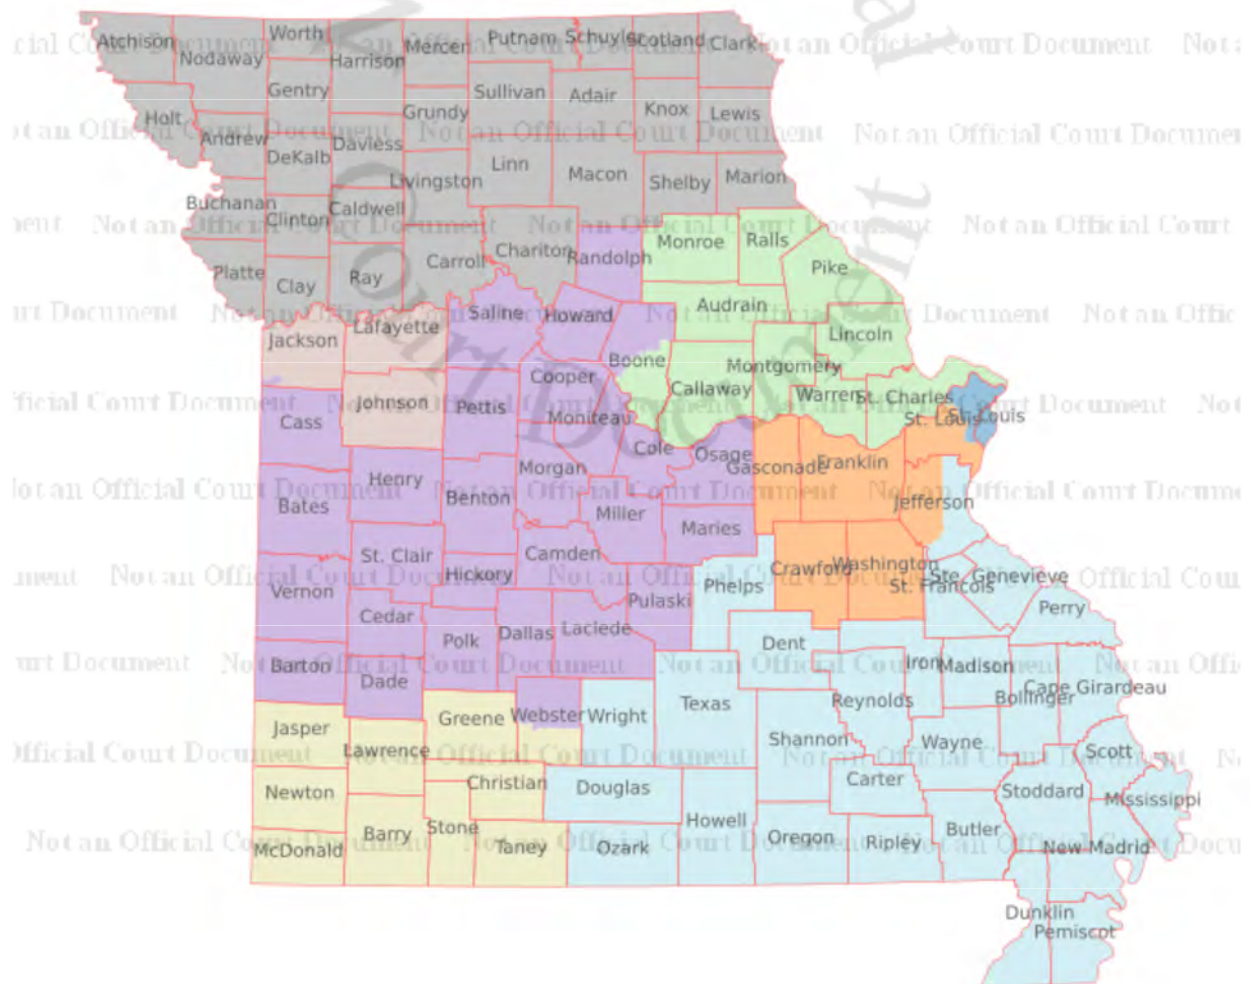 Worth
Atchison
Putnam Schuyler Scotland Clark
Mercer
Nodaway Harrison
Gentry Sullivan Adair
Knox Lewis
Grundy
Holt
Andrew Daviess
DeKalb Linn Macon
Livingston Shelby Marion
Buchanan Caldwell
Clinton
Monroe Ralls
Chariton Randolph
Platte Carroll Pike
Clay Ray
Audrain
Saline Howard
Lafayette Lincoln
Jackson
Boone Montgomery
Cooper
Callaway Warren St. Charles
Johnson Pettis
Moniteau St. Louis St. Louis
Cass
Cole Osage
Gasconade Franklin
Henry Morgan
Benton Jefferson
Bates Miller
Maries
St. Clair Camden
Hickory Crawford Washington Ste. Genevieve
Vernon Phelps St. Francois
Pulaski Perry
Cedar
Polk Dallas Laclede Dent
Barton Iron Madison
Dade Cape Girardeau
Texas Reynolds Bollinger
Greene Webster Wright
Jasper
Lawrence Shannon Wayne Scott
Christian Douglas Carter
Newton Stoddard Mississippi
Stone Howell
Barry Oregon Ripley Butler
McDonald Taney Ozark New Madrid
Dunklin
Pemiscot
Not an Official Court Document